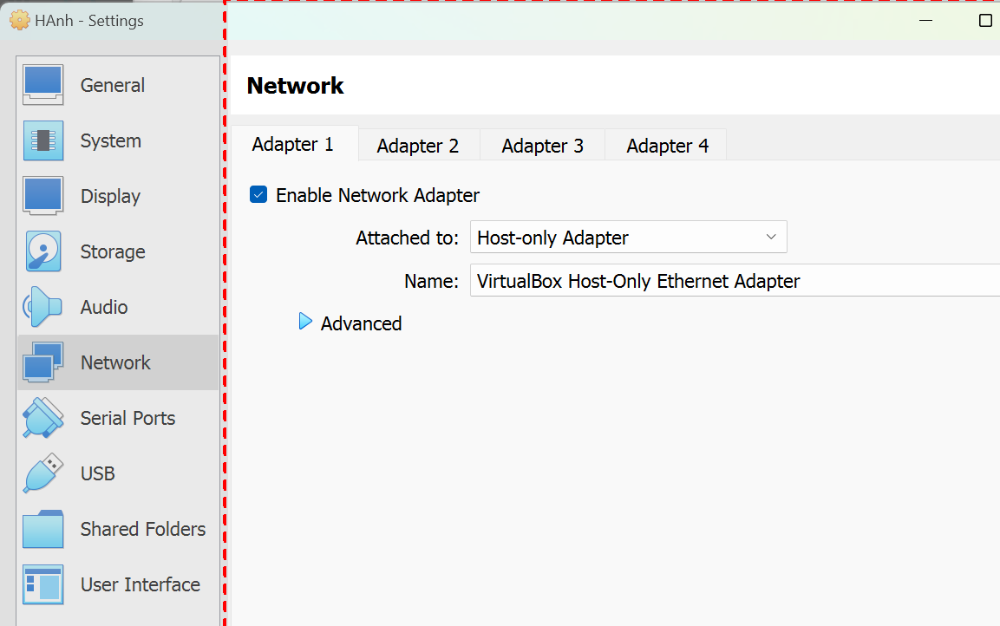 HAnh - Settings
General
System
Display
Storage
Audio
Network
Serial Ports
USB
Shared Folders
User Interface
Network
Adapter 1 Adapter 2 Adapter 3 Adapter 4
Enable Network Adapter
Attached to: Host-only Adapter
Name: VirtualBox Host-Only Ethernet Adapter
Advanced